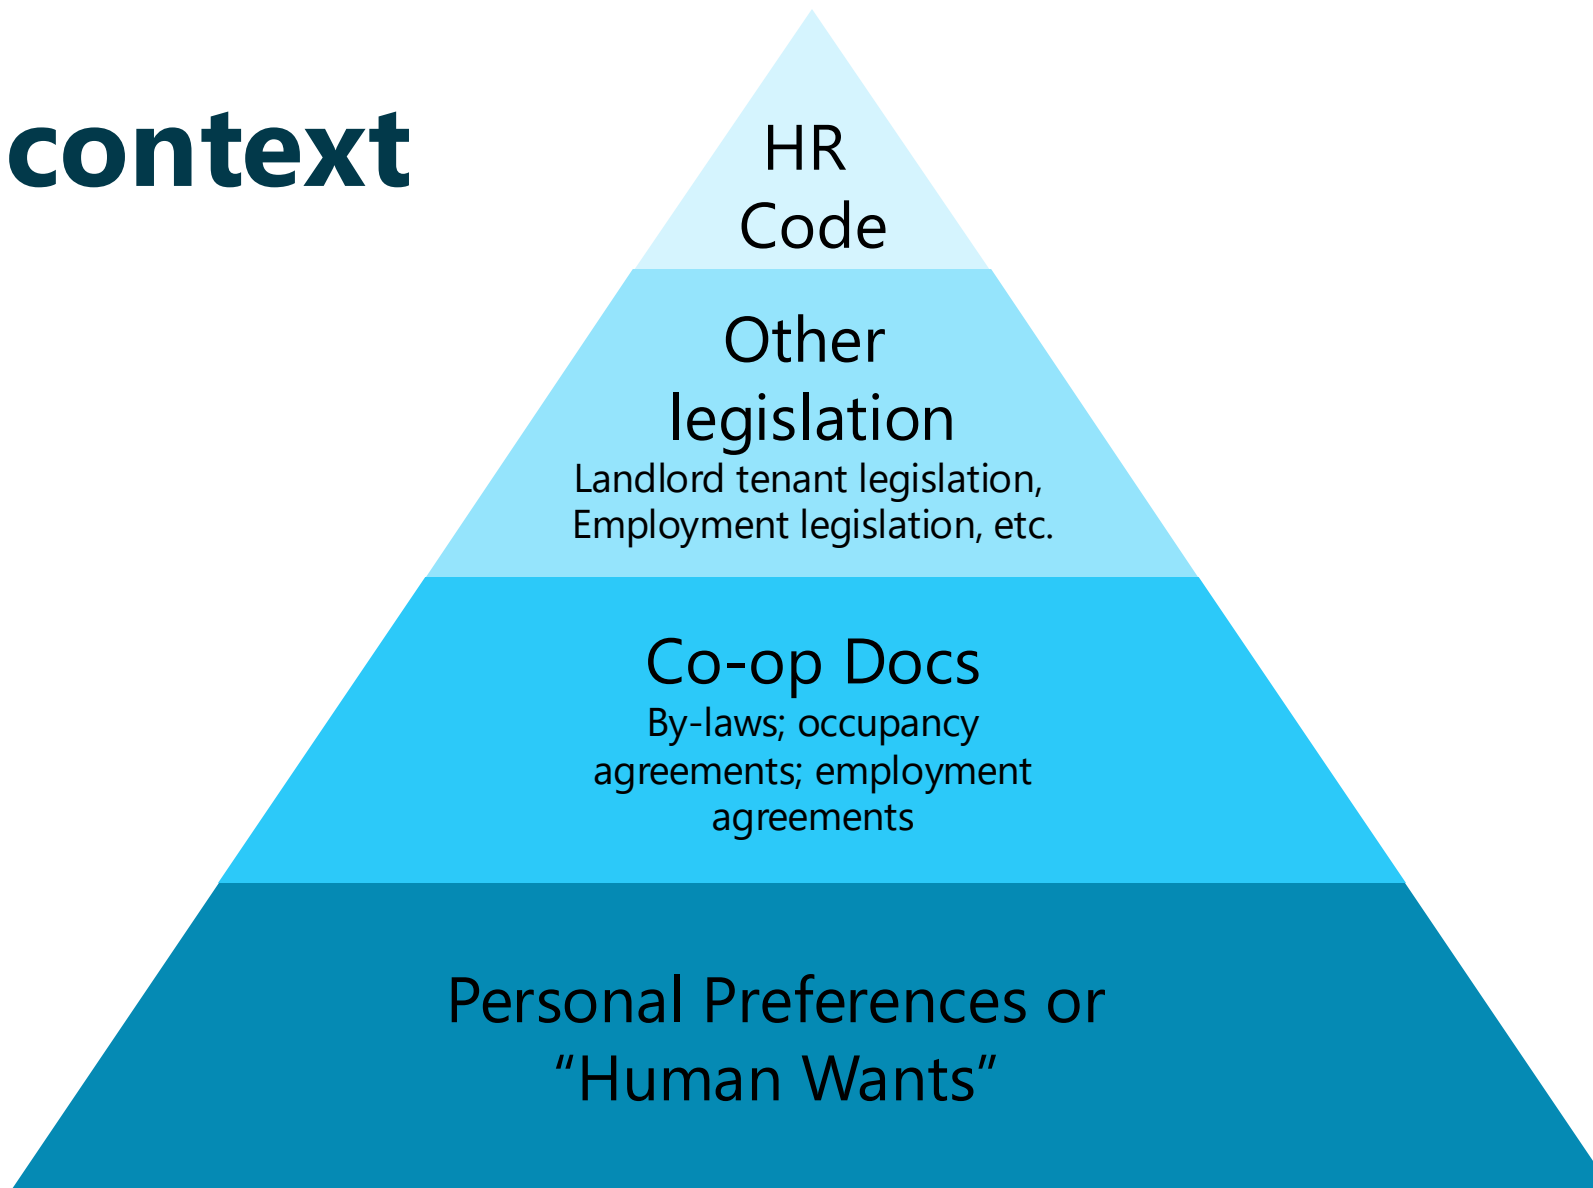 context
HR
Code
Other
legislation
Landlord tenant legislation,
Employment legislation, etc.
Co-op Docs
By-laws; occupancy
agreements; employment
agreements
Personal Preferences or
“Human Wants”